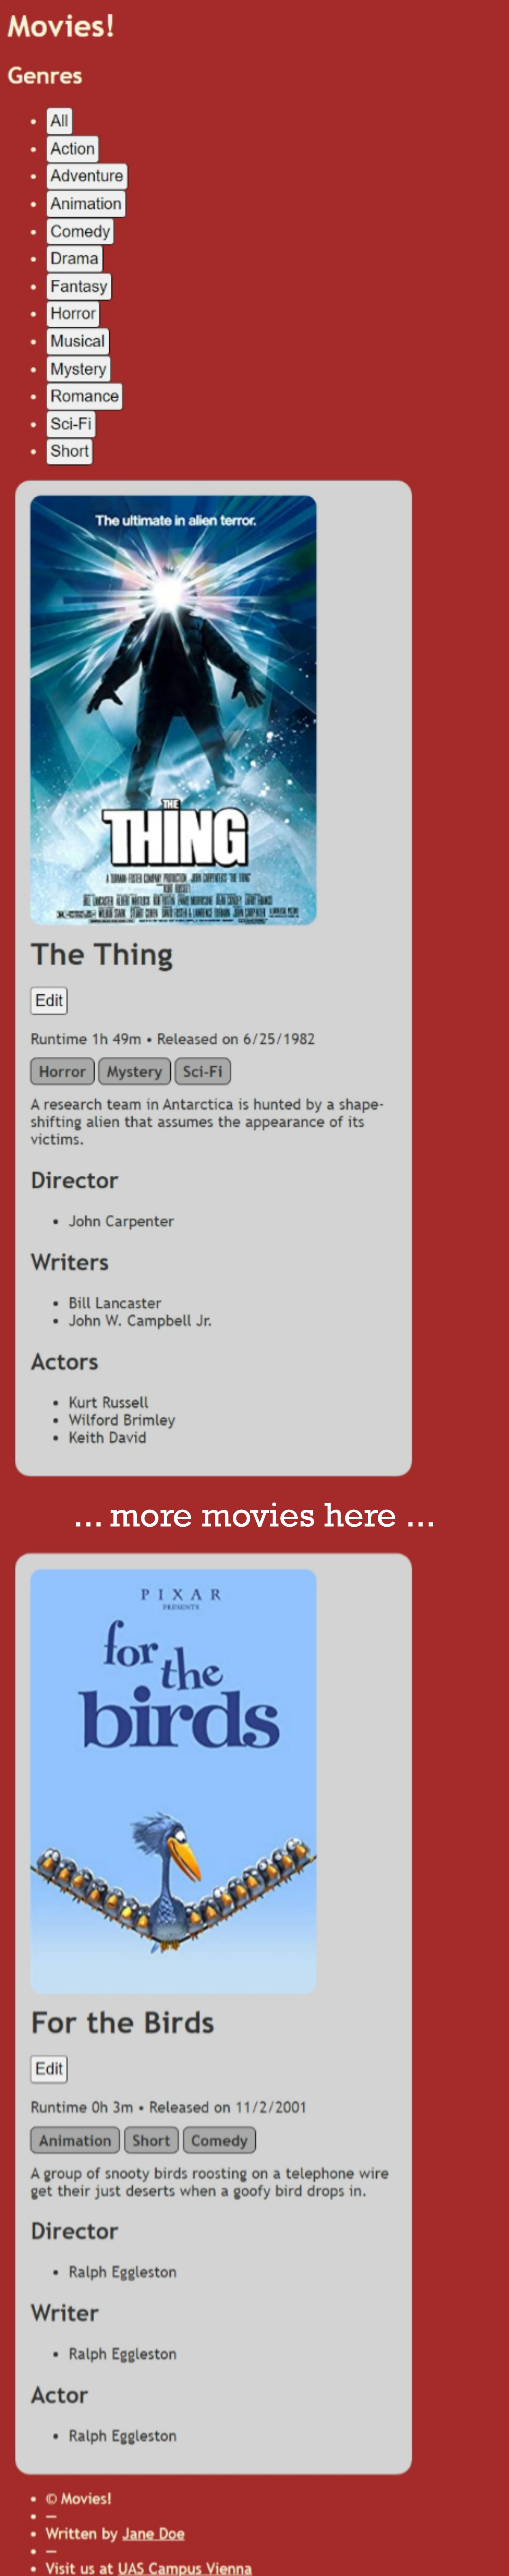 Movies!
Genres
• All
• Action
• Adventure
• Animation
• Comedy
• Drama
• Fantasy
• Horror
• Musical
• Mystery
• Romance
• Sci-Fi
• Short
The ultimate in alien terror.
THE
THING
The Thing
Edit
Runtime 1h 49m • Released on 6/25/1982
Horror Mystery Sci-Fi
A research team in Antarctica is hunted by a shape-
shifting alien that assumes the appearance of its
victims.
Director
• John Carpenter
Writers
• Bill Lancaster
• John W. Campbell Jr.
Actors
• Kurt Russell
• Wilford Brimley
• Keith David
... more movies here ...
PIXAR
PRESENTS
for the
birds
For the Birds
Edit
Runtime 0h 3m • Released on 11/2/2001
Animation Short Comedy
A group of snooty birds roosting on a telephone wire
get their just deserts when a goofy bird drops in.
Director
• Ralph Eggleston
Writer
• Ralph Eggleston
Actor
• Ralph Eggleston
• © Movies!
• —
• Written by Jane Doe
• —
• Visit us at UAS Campus Vienna